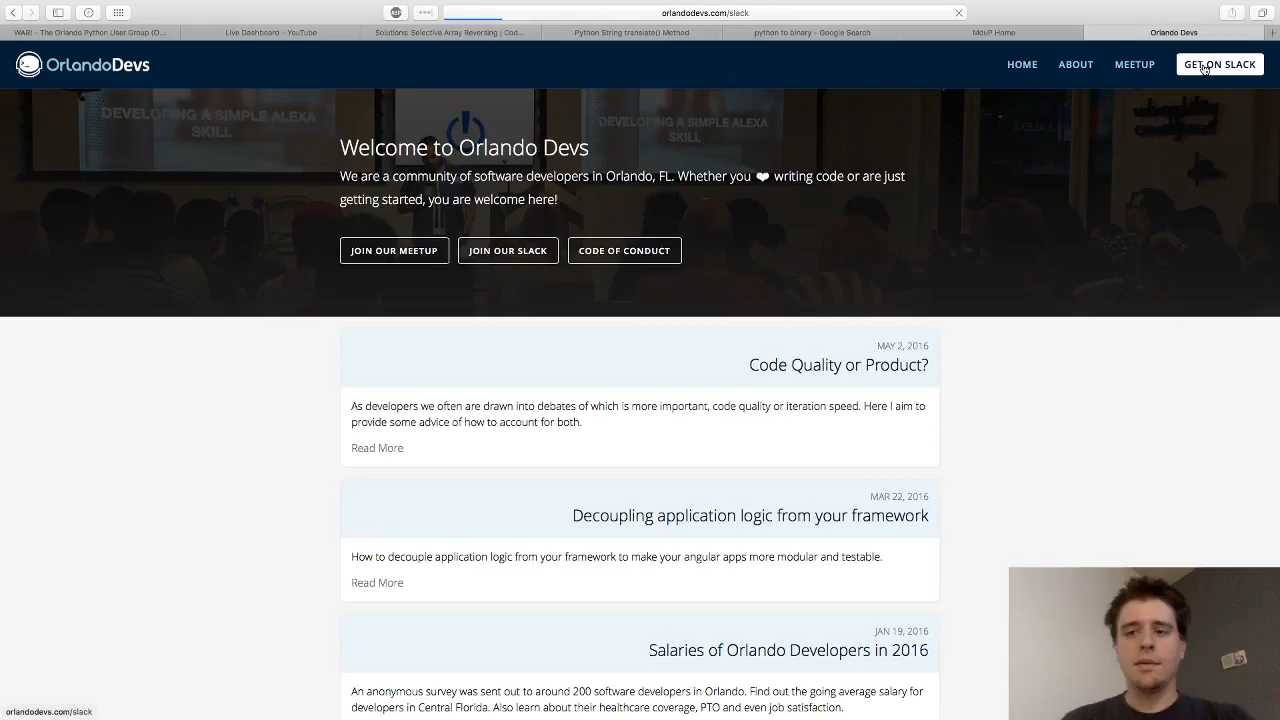 orlandodevs.com/slack
WAR! - The Orlando Python User Group (O...
Live Dashboard - YouTube
Solutions: Selective Array Reversing | Cod...
Python String translate() Method
python to binary - Google Search
MduP Home
Orlando Devs
OrlandoDevs
HOME
ABOUT
MEETUP
GET ON SLACK
DEVELOPING A SIMPLE ALEXA
SKILL
DEVELOPING A SIMPLE ALEXA
SKILL
Welcome to Orlando Devs
We are a community of software developers in Orlando, FL. Whether you ❤ writing code or are just
getting started, you are welcome here!
JOIN OUR MEETUP
JOIN OUR SLACK
CODE OF CONDUCT
MAY 2, 2016
Code Quality or Product?
As developers we often are drawn into debates of which is more important, code quality or iteration speed. Here I aim to
provide some advice of how to account for both.
Read More
MAR 22, 2016
Decoupling application logic from your framework
How to decouple application logic from your framework to make your angular apps more modular and testable.
Read More
JAN 19, 2016
Salaries of Orlando Developers in 2016
An anonymous survey was sent out to around 200 software developers in Orlando. Find out the going average salary for
developers in Central Florida. Also learn about their healthcare coverage, PTO and even job satisfaction.
orlandodevs.com/slack